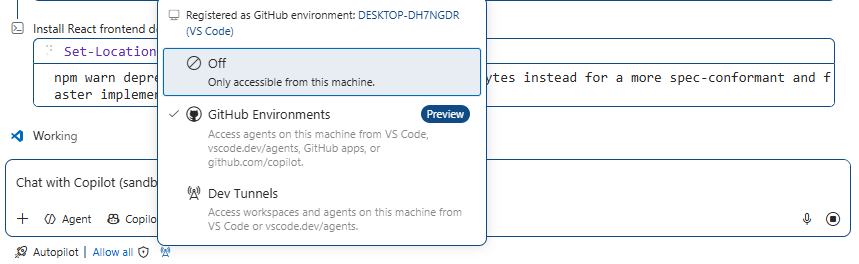 Registered as GitHub environment: DESKTOP-DH7NGDR
(VS Code)
Install React frontend de
Set-Location
Off
Only accessible from this machine.
npm warn depre
ytes instead for a more spec-conformant and f
aster impleme
GitHub Environments
Preview
Access agents on this machine from VS Code,
vscode.dev/agents, GitHub apps, or
github.com/copilot.
Working
Chat with Copilot (sandb
Dev Tunnels
Access workspaces and agents on this machine from
VS Code or vscode.dev/agents.
Agent
Copilo
Autopilot | Allow all